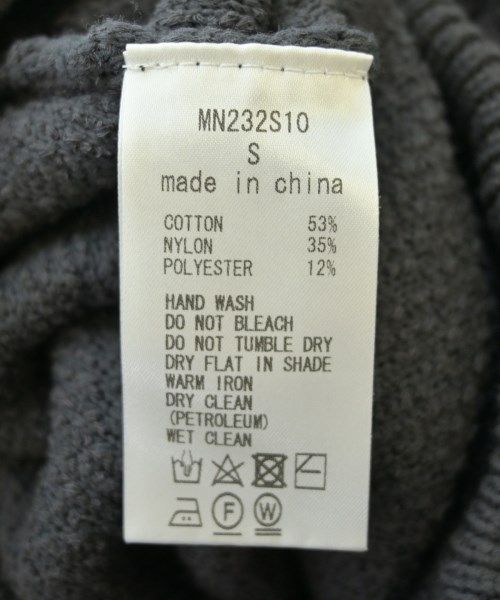 MN232S10
S
made in china
COTTON 53%
NYLON 35%
POLYESTER 12%
HAND WASH
DO NOT BLEACH
DO NOT TUMBLE DRY
DRY FLAT IN SHADE
WARM IRON
DRY CLEAN
(PETROLEUM)
WET CLEAN
F W